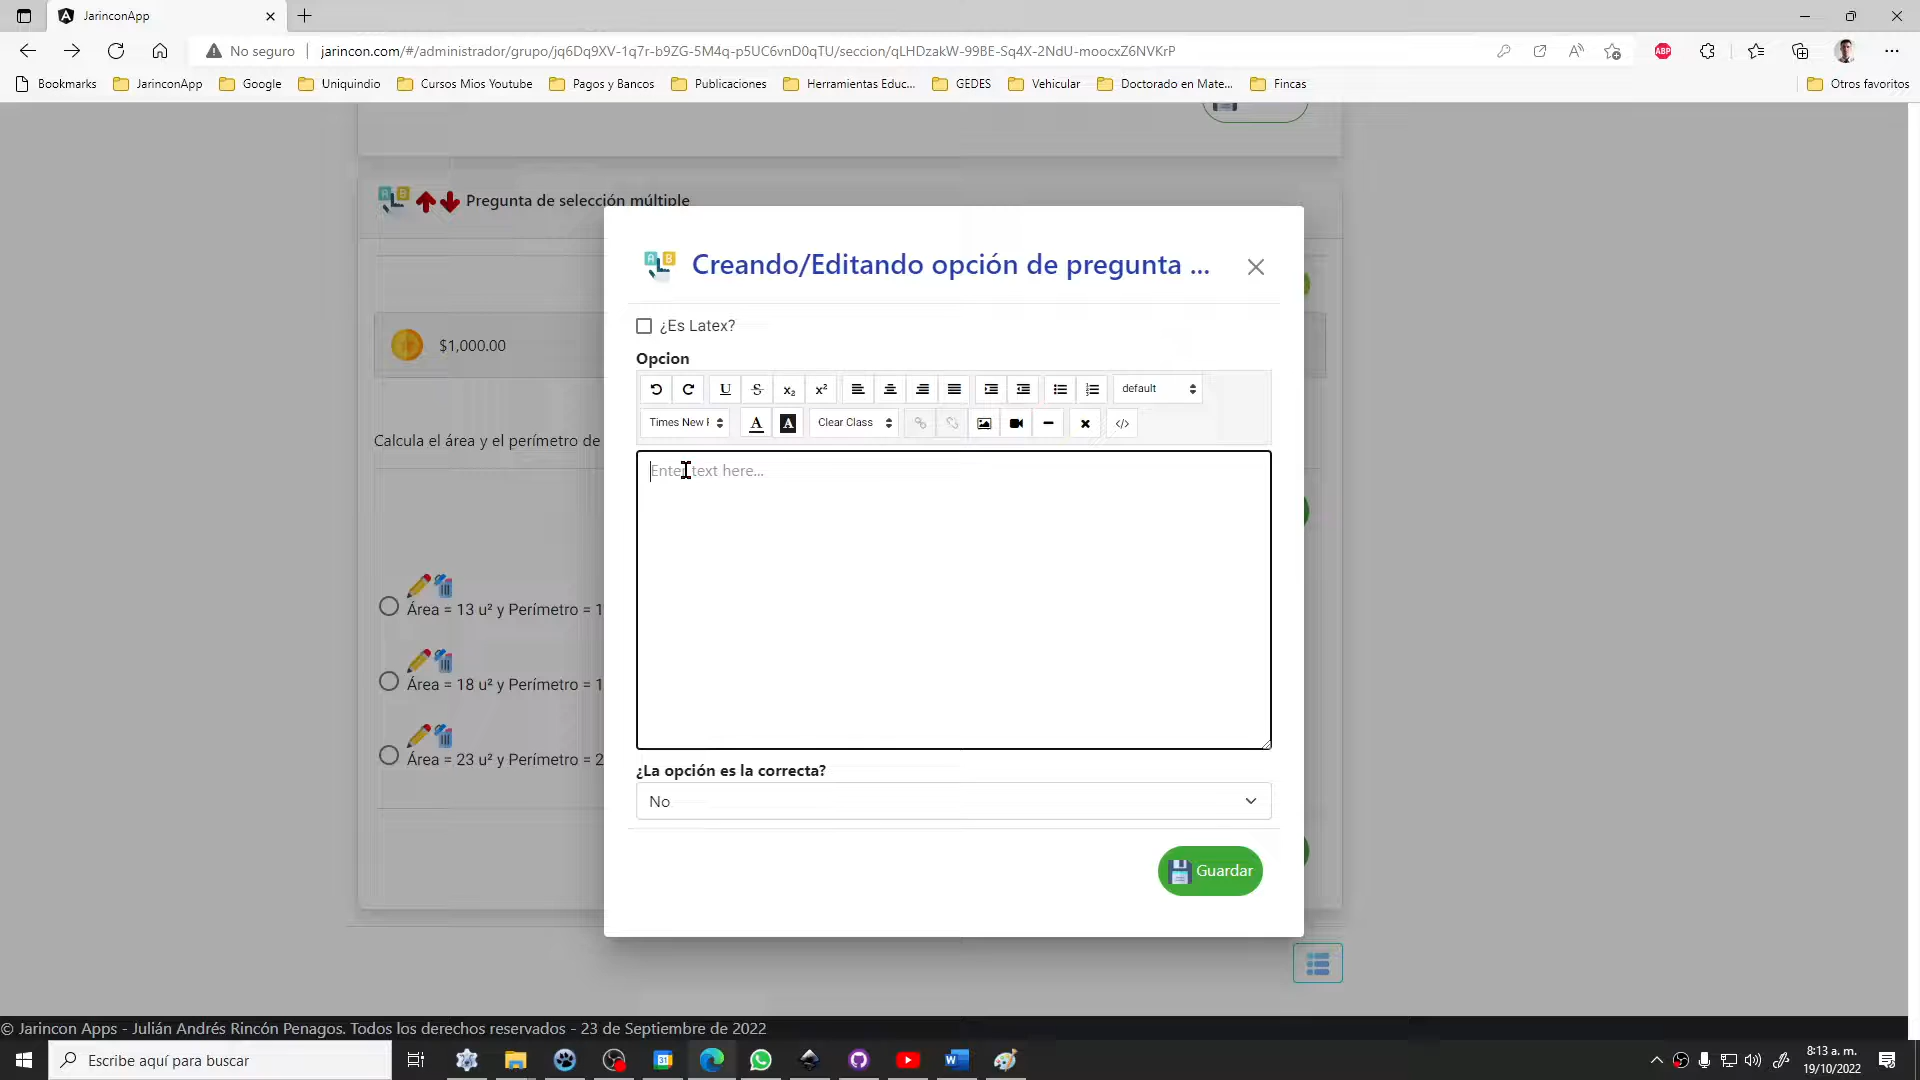 JarinconApp
No seguro
jarincon.com/#/administrador/grupo/jq6Dq9XV-1q7r-b9ZG-5M4q-p5UC6vnD0qTU/seccion/qLHDzakW-99BE-Sq4X-2NdU-moocxZ6NVKrP
ABP
Bookmarks JarinconApp Google Uniquindio Cursos Mios Youtube Pagos y Bancos Publicaciones Herramientas Educ... GEDES Vehicular Doctorado en Mate... Fincas Otros favoritos
Pregunta de selección múltiple
Creando/Editando opción de pregunta ...
¿Es Latex?
Opcion
$1,000.00
default
Times New
Clear Class
Calcula el área y el perímetro de
Enter text here...
Área = 13 u² y Perímetro = 1
Área = 18 u² y Perímetro = 1
Área = 23 u² y Perímetro = 2
¿La opción es la correcta?
No
Guardar
© Jarincon Apps - Julián Andrés Rincón Penagos. Todos los derechos reservados - 23 de Septiembre de 2022
Escribe aquí para buscar
8:13 a. m.
19/10/2022